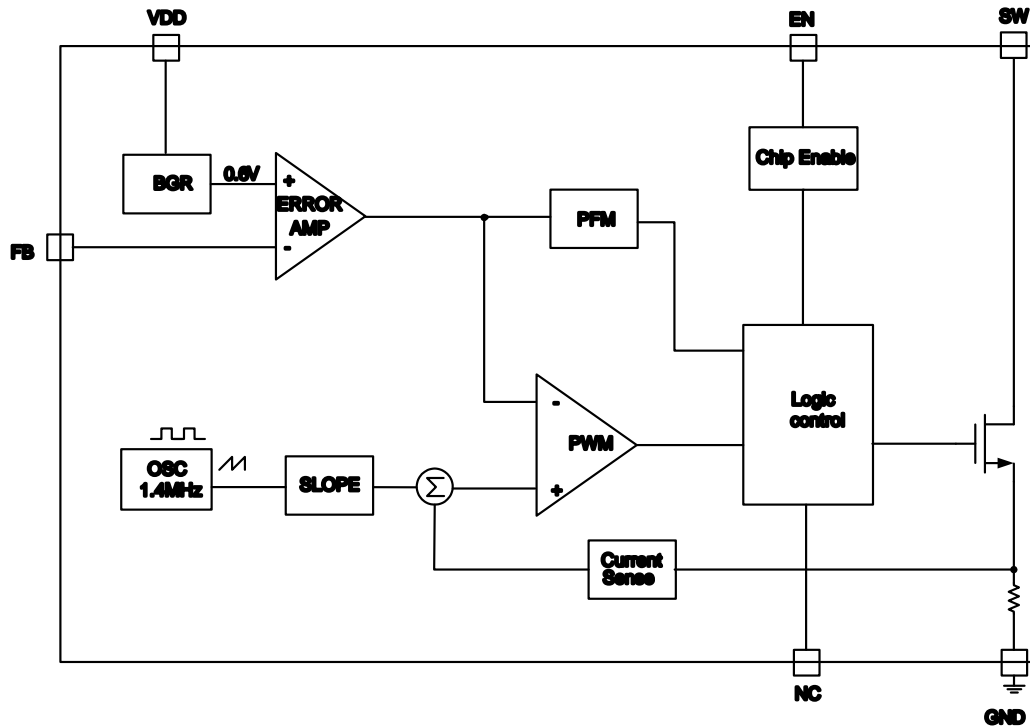 VDD
EN
SW
Chip Enable
BGR
0.6V
+
ERROR
AMP
-
PFM
FB
Logic
control
-
PWM
+
OSC
1.4MHz
SLOPE
Σ
Current
Sense
NC
GND